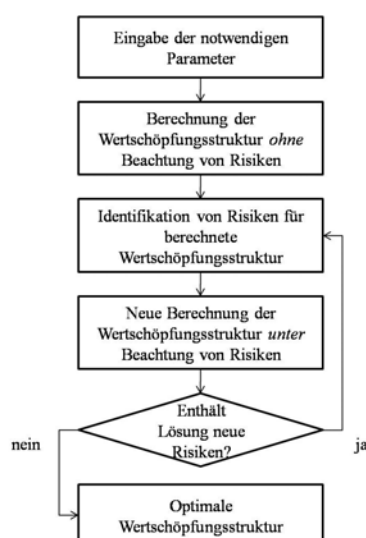 Eingabe der notwendigen
Parameter
Berechnung der
Wertschöpfungsstruktur ohne
Beachtung von Risiken
Identifikation von Risiken für
berechnete
Wertschöpfungsstruktur
Neue Berechnung der
Wertschöpfungsstruktur unter
Beachtung von Risiken
Enthält
Lösung neue
Risiken?
nein
ja
Optimale
Wertschöpfungsstruktur